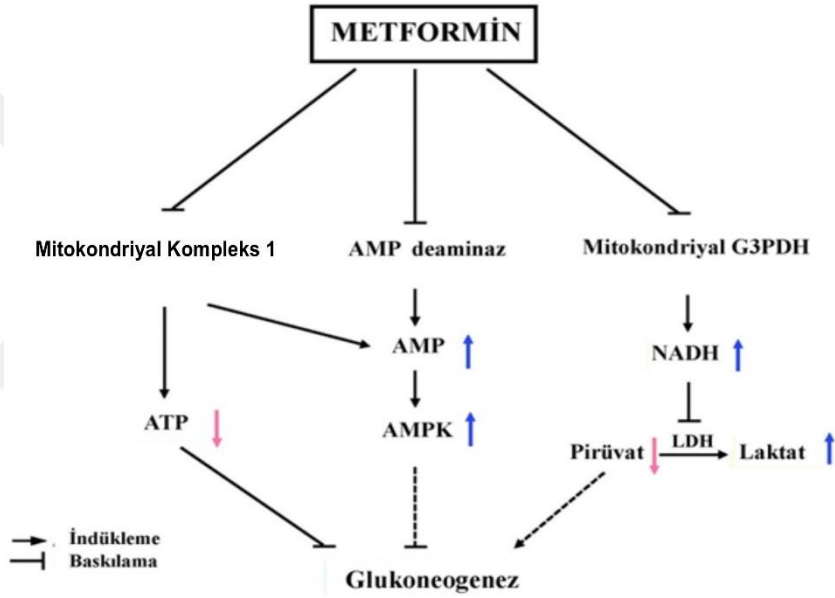 METFORMİN
Mitokondriyal Kompleks 1
AMP deaminaz
Mitokondriyal G3PDH
AMP
NADH
ATP
AMPK
Pirüvat
LDH
Laktat
İndükleme
Baskılama
Glukoneogenez